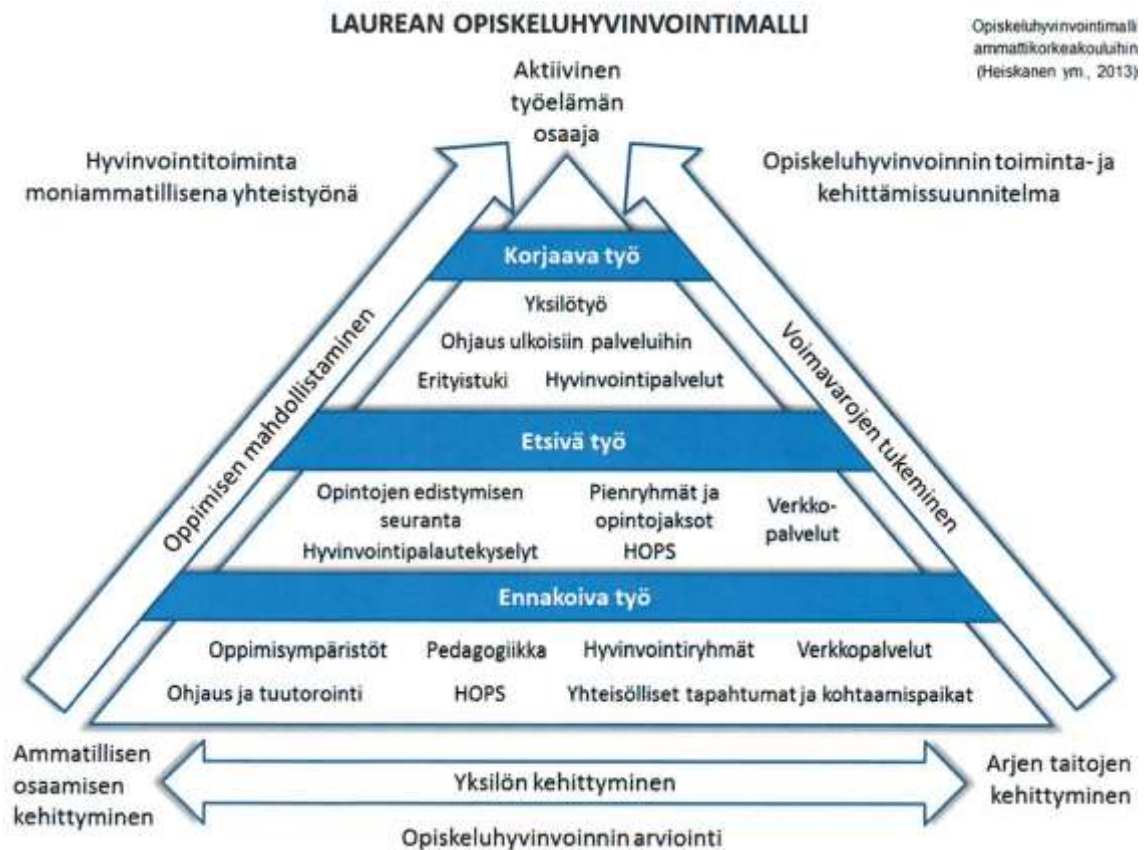 LAUREAN OPISKELUHYVINVOINTIMALLI
Opiskeluhyvinvointimalli
ammattikorkeakouluihin
(Heiskanen ym., 2013)
Aktiivinen
työelämän
osaaja
Hyvinvointitoiminta
moniammatillisena yhteistyönä
Opiskeluhyvinvoinnin toiminta- ja
kehittämissuunnitelma
Oppimisen mahdollistaminen
Voimavarojen tukeminen
Korjaava työ
Yksilötyö
Ohjaus ulkoisiin palveluihin
Erityistuki Hyvinvointipalvelut
Etsivä työ
Opintojen edistymisen
seuranta
Pienryhmät ja
opintojaksot
Verkko-
palvelut
Hyvinvointipalautekyselyt HOPS
Ennakoiva työ
Oppimisympäristöt Pedagogiikka Hyvinvointiryhmät Verkkopalvelut
Ohjaus ja tuutorointi HOPS Yhteisölliset tapahtumat ja kohtaamispaikat
Ammatillisen
osaamisen
kehittyminen
Yksilön kehittyminen
Arjen taitojen
kehittyminen
Opiskeluhyvinvoinnin arviointi